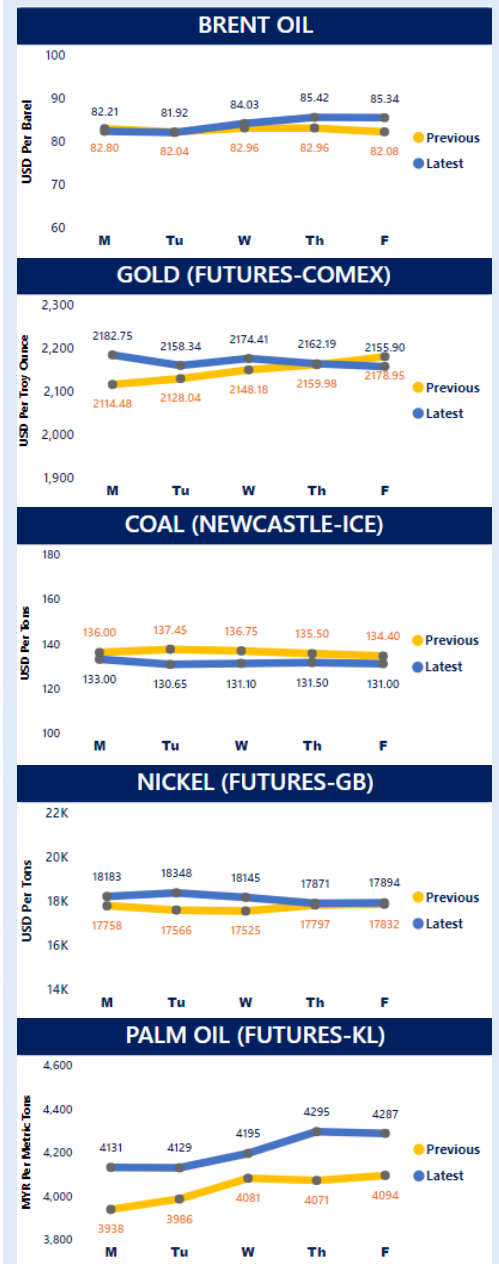 BRENT OIL
100
90
80
70
60
USD Per Barel
82.21 81.92 84.03 85.42 85.34
82.80 82.04 82.96 82.96 82.08
Previous
Latest
M Tu W Th F
GOLD (FUTURES-COMEX)
2,300
2,200
2,100
2,000
1,900
USD Per Troy Ounce
2182.75 2158.34 2174.41 2162.19 2155.90
2114.48 2128.04 2148.18 2159.98 2178.95
Previous
Latest
M Tu W Th F
COAL (NEWCASTLE-ICE)
180
160
140
120
100
USD Per Tons
136.00 137.45 136.75 135.50 134.40
133.00 130.65 131.10 131.50 131.00
Previous
Latest
M Tu W Th F
NICKEL (FUTURES-GB)
22K
20K
18K
16K
14K
USD Per Tons
18183 18348 18145 17871 17894
17758 17566 17525 17797 17832
Previous
Latest
M Tu W Th F
PALM OIL (FUTURES-KL)
4,600
4,400
4,200
4,000
3,800
MYR Per Metric Tons
4131 4129 4195 4295 4287
3938 3986 4081 4071 4094
Previous
Latest
M Tu W Th F